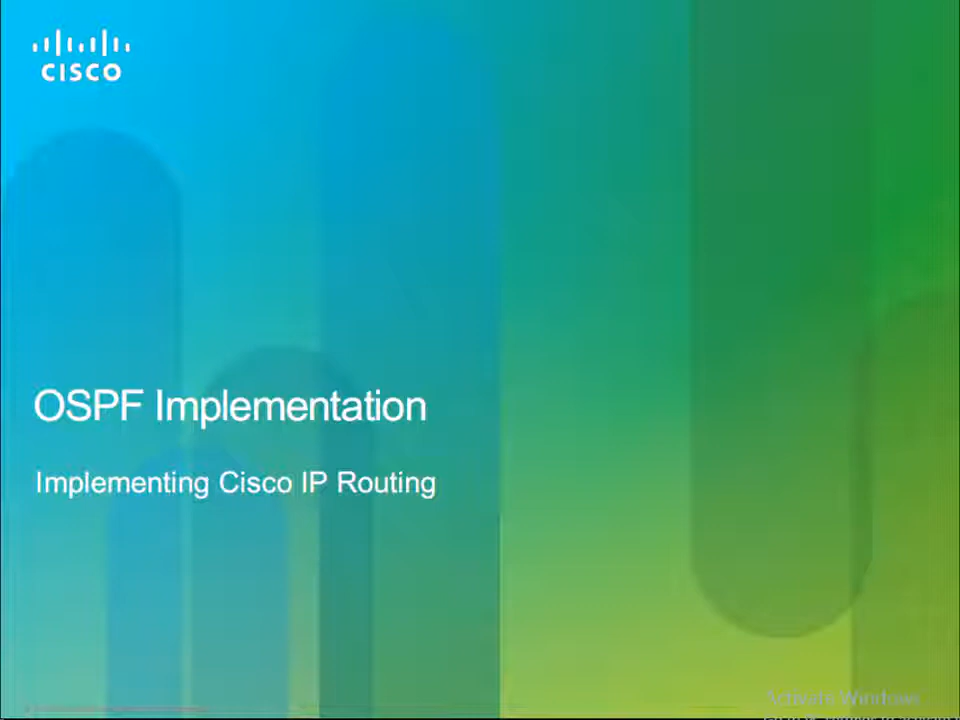 CISCO
OSPF Implementation
Implementing Cisco IP Routing
Activate Windows